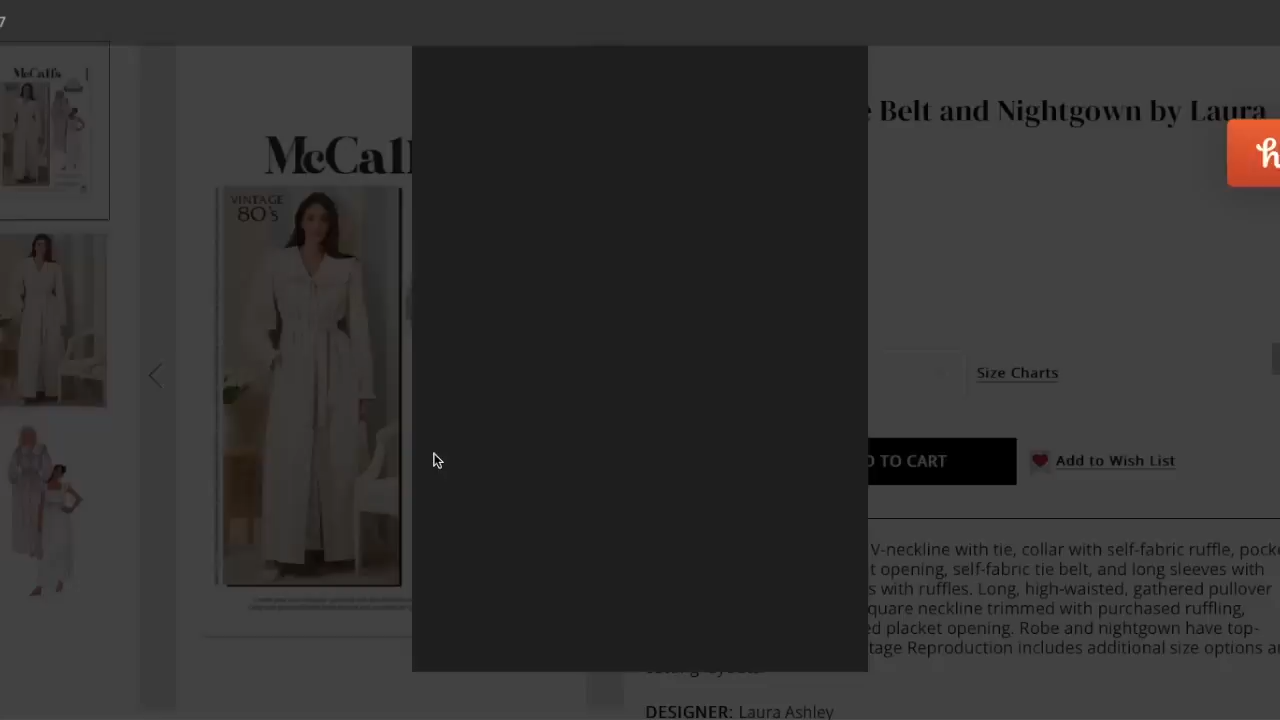 7
McCall's
McCall
VINTAGE
80's
Belt and Nightgown by Laura
h
Size Charts
TO CART
Add to Wish List
V-neckline with tie, collar with self-fabric ruffle, pock
opening, self-fabric tie belt, and long sleeves with
s with ruffles. Long, high-waisted, gathered pullover
quare neckline trimmed with purchased ruffling,
ed placket opening. Robe and nightgown have top-
tage Reproduction includes additional size options a
DESIGNER: Laura Ashley